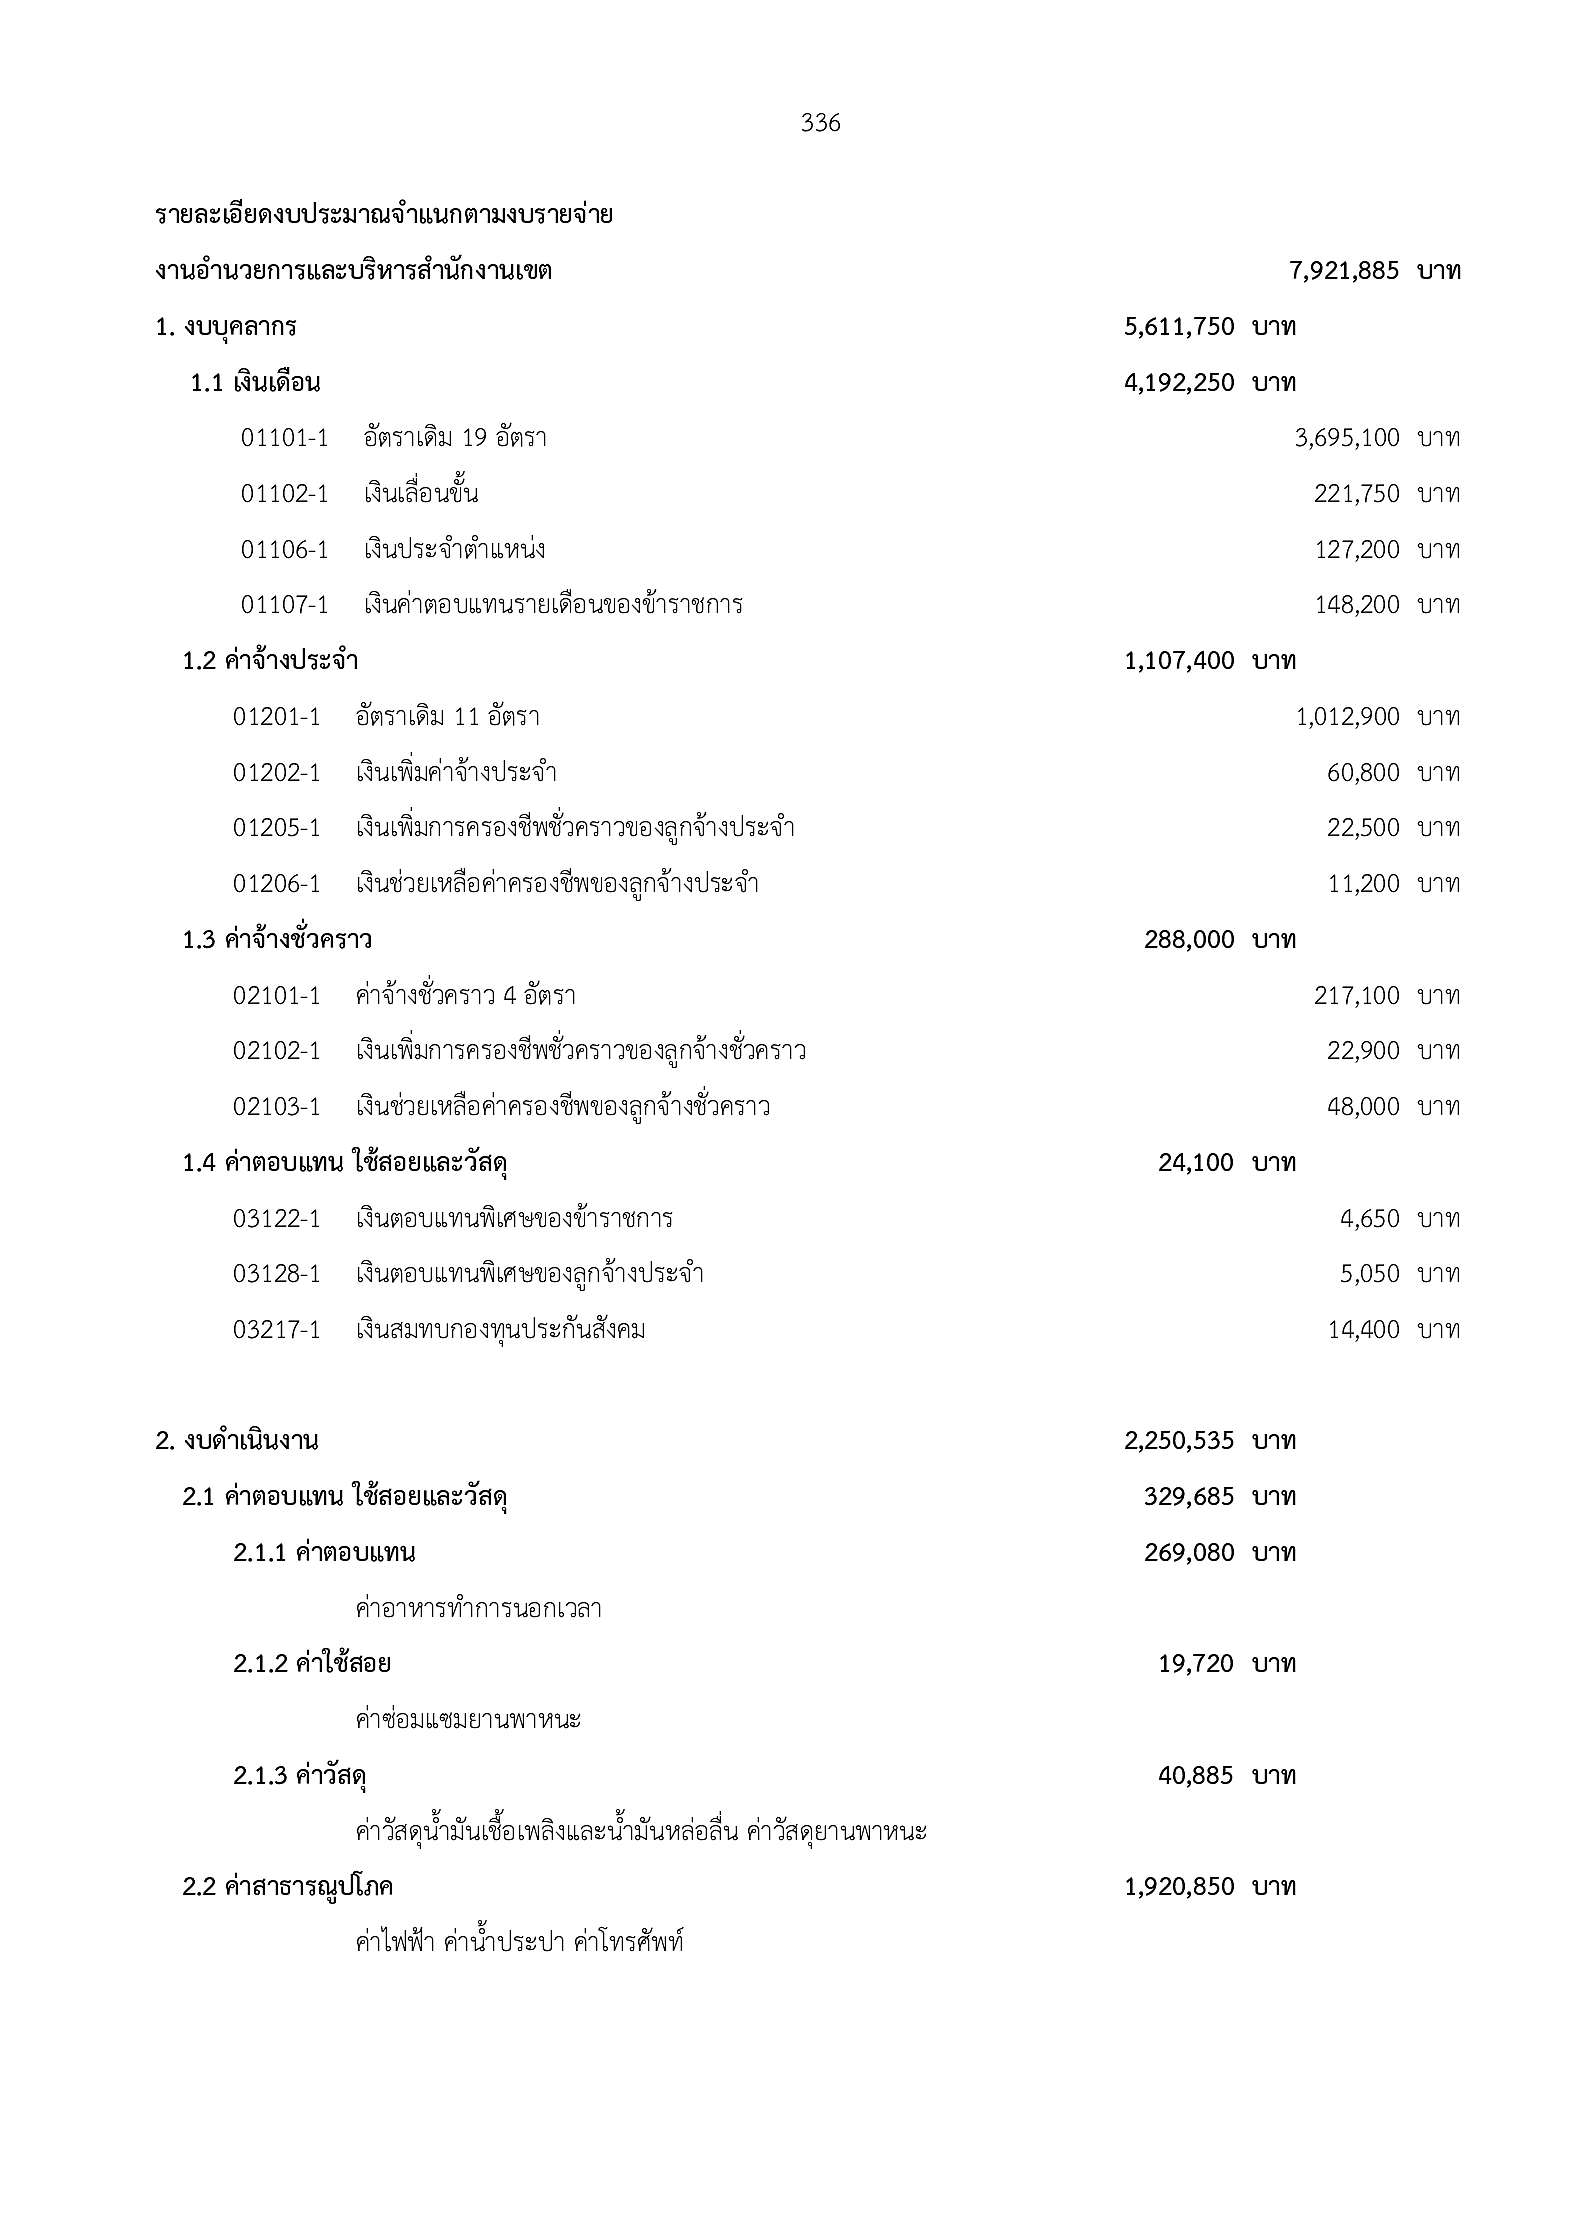 336
รายละเอียดงบประมาณจำแนกตามงบรายจ่าย
งานอำนวยการและบริหารสำนักงานเขต 7,921,885 บาท
1. งบบุคลากร 5,611,750 บาท
1.1 เงินเดือน 4,192,250 บาท
01101-1 อัตราเดิม 19 อัตรา 3,695,100 บาท
01102-1 เงินเลื่อนขั้น 221,750 บาท
01106-1 เงินประจำตำแหน่ง 127,200 บาท
01107-1 เงินค่าตอบแทนรายเดือนของข้าราชการ 148,200 บาท
1.2 ค่าจ้างประจำ 1,107,400 บาท
01201-1 อัตราเดิม 11 อัตรา 1,012,900 บาท
01202-1 เงินเพิ่มค่าจ้างประจำ 60,800 บาท
01205-1 เงินเพิ่มการครองชีพชั่วคราวของลูกจ้างประจำ 22,500 บาท
01206-1 เงินช่วยเหลือค่าครองชีพของลูกจ้างประจำ 11,200 บาท
1.3 ค่าจ้างชั่วคราว 288,000 บาท
02101-1 ค่าจ้างชั่วคราว 4 อัตรา 217,100 บาท
02102-1 เงินเพิ่มการครองชีพชั่วคราวของลูกจ้างชั่วคราว 22,900 บาท
02103-1 เงินช่วยเหลือค่าครองชีพของลูกจ้างชั่วคราว 48,000 บาท
1.4 ค่าตอบแทน ใช้สอยและวัสดุ 24,100 บาท
03122-1 เงินตอบแทนพิเศษของข้าราชการ 4,650 บาท
03128-1 เงินตอบแทนพิเศษของลูกจ้างประจำ 5,050 บาท
03217-1 เงินสมทบกองทุนประกันสังคม 14,400 บาท
2. งบดำเนินงาน 2,250,535 บาท
2.1 ค่าตอบแทน ใช้สอยและวัสดุ 329,685 บาท
2.1.1 ค่าตอบแทน 269,080 บาท
ค่าอาหารทำการนอกเวลา
2.1.2 ค่าใช้สอย 19,720 บาท
ค่าซ่อมแซมยานพาหนะ
2.1.3 ค่าวัสดุ 40,885 บาท
ค่าวัสดุน้ำมันเชื้อเพลิงและน้ำมันหล่อลื่น ค่าวัสดุยานพาหนะ
2.2 ค่าสาธารณูปโภค 1,920,850 บาท
ค่าไฟฟ้า ค่าน้ำประปา ค่าโทรศัพท์